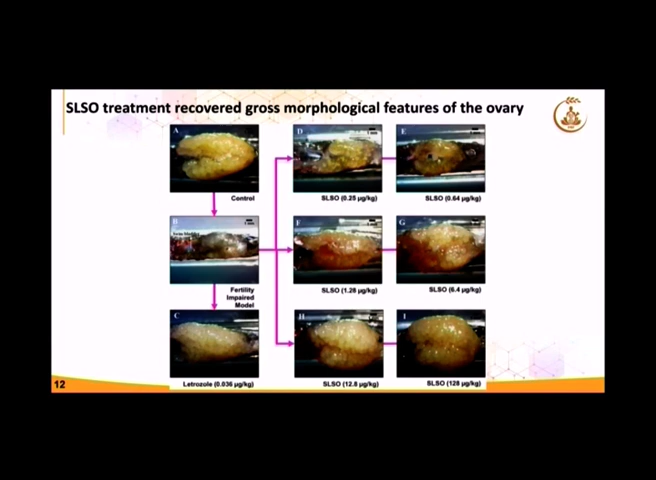 SLSO treatment recovered gross morphological features of the ovary
A
Control
B
Fertility
Impaired
Model
C
Letrozole (0.036 µg/kg)
D
SLSO (0.25 µg/kg)
E
SLSO (0.64 µg/kg)
F
SLSO (1.28 µg/kg)
G
SLSO (6.4 µg/kg)
H
SLSO (12.8 µg/kg)
I
SLSO (128 µg/kg)
12